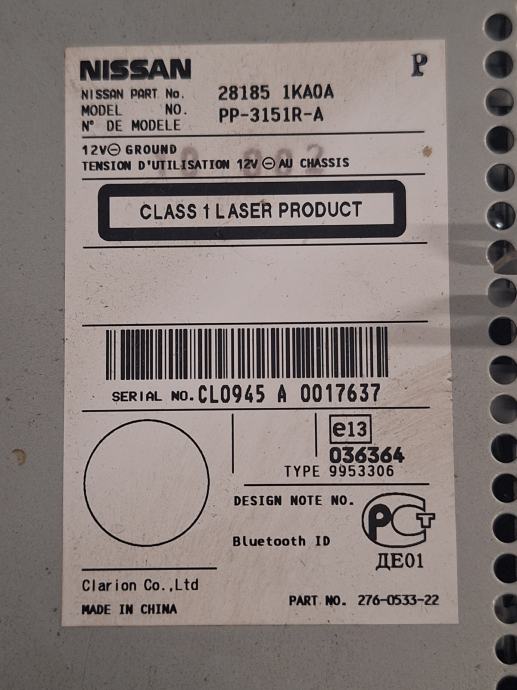 NISSAN P
NISSAN PART No. 28185 1KA0A
MODEL NO. PP-3151R-A
N° DE MODELE
12V⊖ GROUND
TENSION D'UTILISATION 12V ⊖ AU CHASSIS
CLASS 1 LASER PRODUCT
SERIAL NO. CL0945 A 0017637
e13
036364
TYPE 9953306
DESIGN NOTE NO.
РСТ
Bluetooth ID
ДЕ01
Clarion Co.,Ltd
MADE IN CHINA PART NO. 276-0533-22